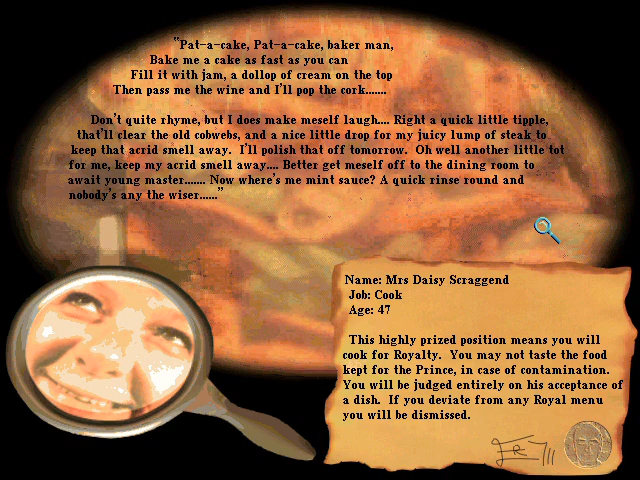 "Pat-a-cake, Pat-a-cake, baker man,
Bake me a cake as fast as you can
Fill it with jam, a dollop of cream on the top
Then pass me the wine and I'll pop the cork.......
Don't quite rhyme, but I does make meself laugh.... Right a quick little tipple,
that'll clear the old cobwebs, and a nice little drop for my juicy lump of steak to
keep that acrid smell away. I'll polish that off tomorrow. Oh well another little tot
for me, keep my acrid smell away.... Better get meself off to the dining room to
await young master....... Now where's me mint sauce? A quick rinse round and
nobody's any the wiser......"
Name: Mrs Daisy Scraggend
Job: Cook
Age: 47
This highly prized position means you will
cook for Royalty. You may not taste the food
kept for the Prince, in case of contamination.
You will be judged entirely on his acceptance of
a dish. If you deviate from any Royal menu
you will be dismissed.